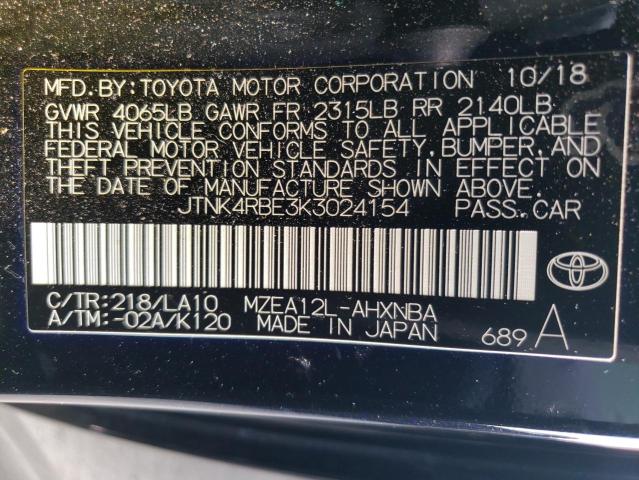 MFD. BY:TOYOTA MOTOR CORPORATION 10/18
GVWR 4065LB GAWR FR 2315LB RR 2140LB
THIS VEHICLE CONFORMS TO ALL APPLICABLE
FEDERAL MOTOR VEHICLE SAFETY, BUMPER, AND
THEFT PREVENTION STANDARDS IN EFFECT ON
THE DATE OF MANUFACTURE SHOWN ABOVE.
JTNK4RBE3K3024154 PASS. CAR
C/TR:218/LA10 MZEA12L-AHXNBA
A/TM:-02A/K120 MADE IN JAPAN
689 A